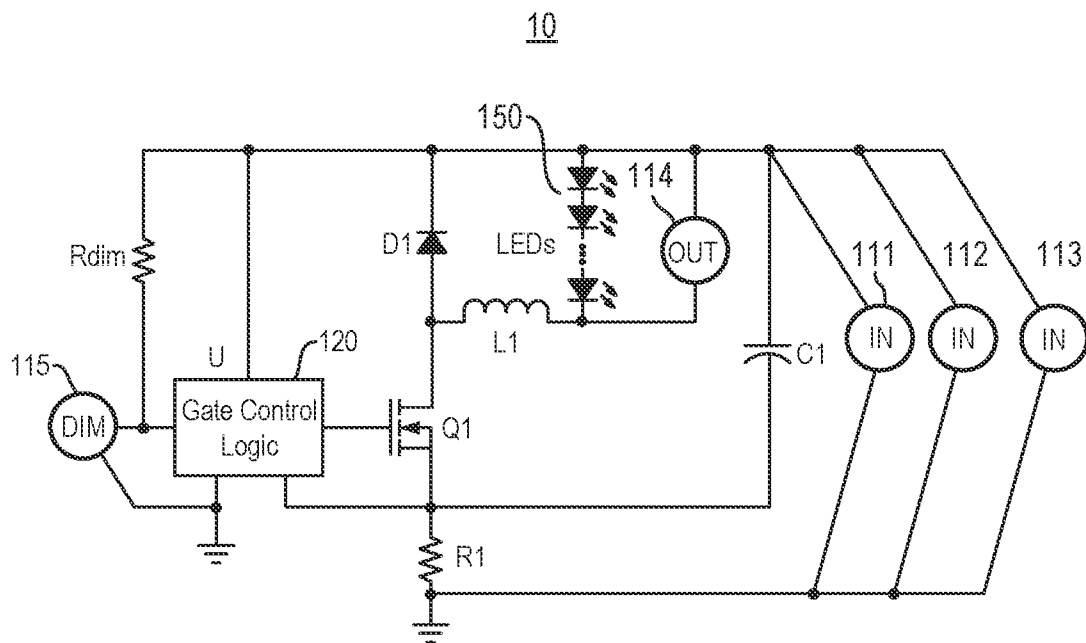 10
150
114
D1
LEDs
OUT
Rdim
111
112
113
IN
IN
IN
L1
C1
115
U
120
DIM
Gate Control
Logic
Q1
R1